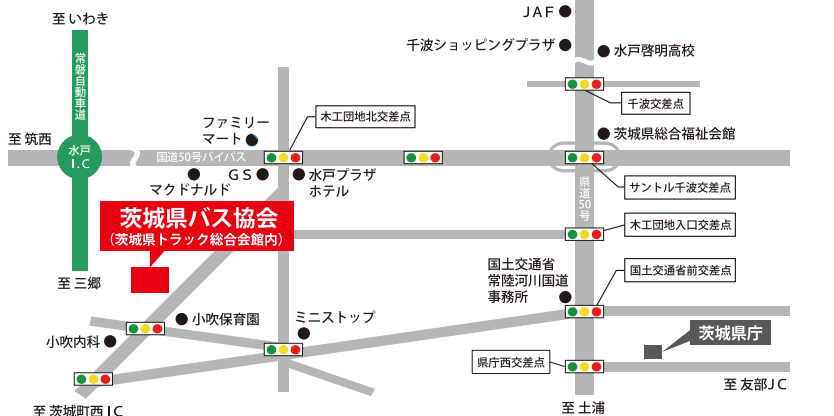 至いわき
JAF
千波ショッピングプラザ
水戸啓明高校
常磐自動車道
千波交差点
ファミリー
マート
木工団地北交差点
至 筑西
水戸
I.C
国道50号バイパス
茨城県総合福祉会館
マクドナルド
GS
水戸プラザ
ホテル
県道50号
サントル千波交差点
茨城県バス協会
(茨城県トラック総合会館内)
木工団地入口交差点
至 三郷
国土交通省
常陸河川国道
事務所
国土交通省前交差点
小吹保育園
ミニストップ
小吹内科
茨城県庁
県庁西交差点
至 友部JC
至 茨城町西IC
至 土浦